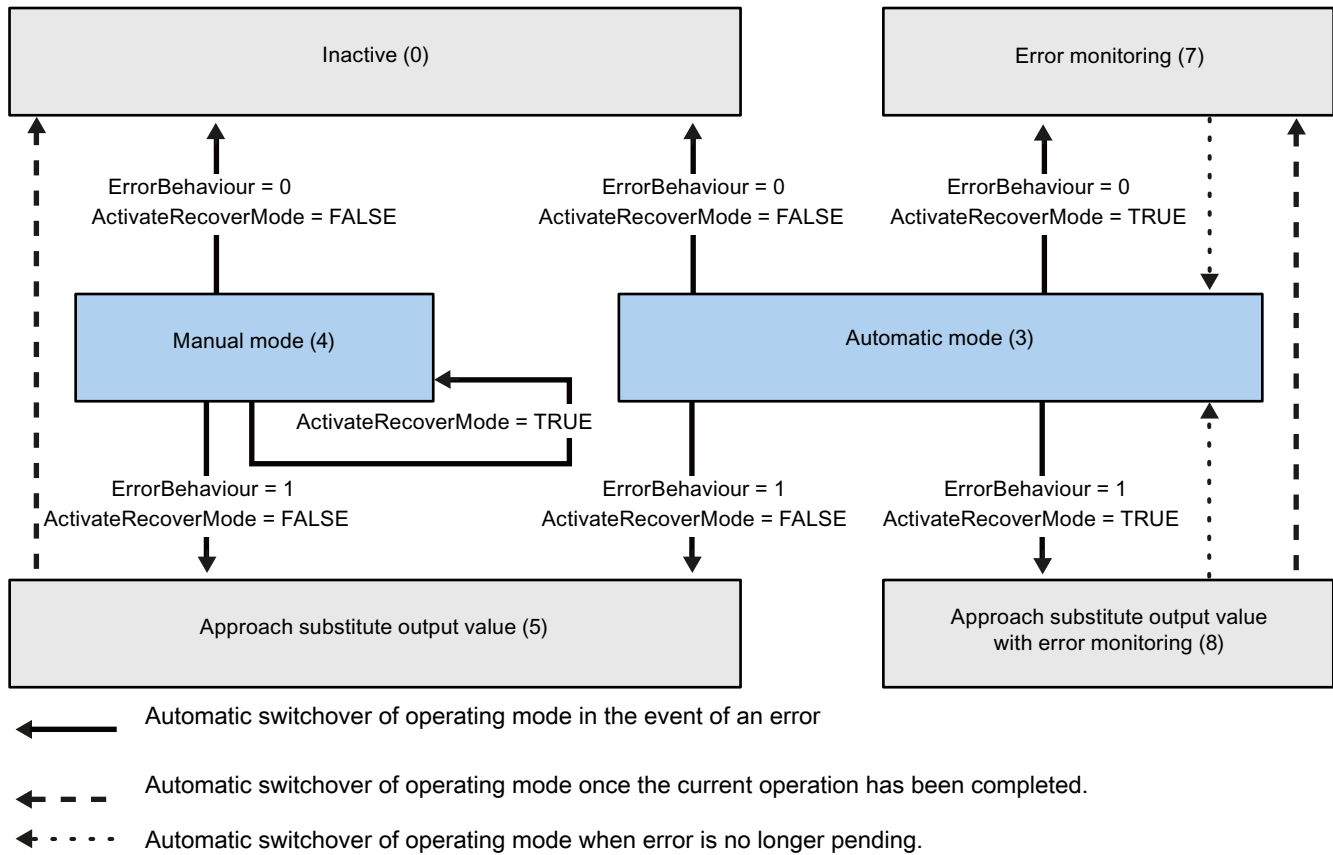 Inactive (0)
Error monitoring (7)
ErrorBehaviour = 0
ActivateRecoverMode = FALSE
ErrorBehaviour = 0
ActivateRecoverMode = FALSE
ErrorBehaviour = 0
ActivateRecoverMode = TRUE
Manual mode (4)
Automatic mode (3)
ActivateRecoverMode = TRUE
ErrorBehaviour = 1
ActivateRecoverMode = FALSE
ErrorBehaviour = 1
ActivateRecoverMode = FALSE
ErrorBehaviour = 1
ActivateRecoverMode = TRUE
Approach substitute output value (5)
Approach substitute output value
with error monitoring (8)
Automatic switchover of operating mode in the event of an error
Automatic switchover of operating mode once the current operation has been completed.
Automatic switchover of operating mode when error is no longer pending.